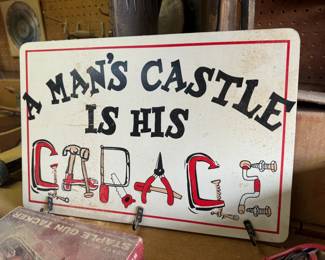 A MAN'S CASTLE
IS HIS
GARAGE
STAPLE GUN TACKER